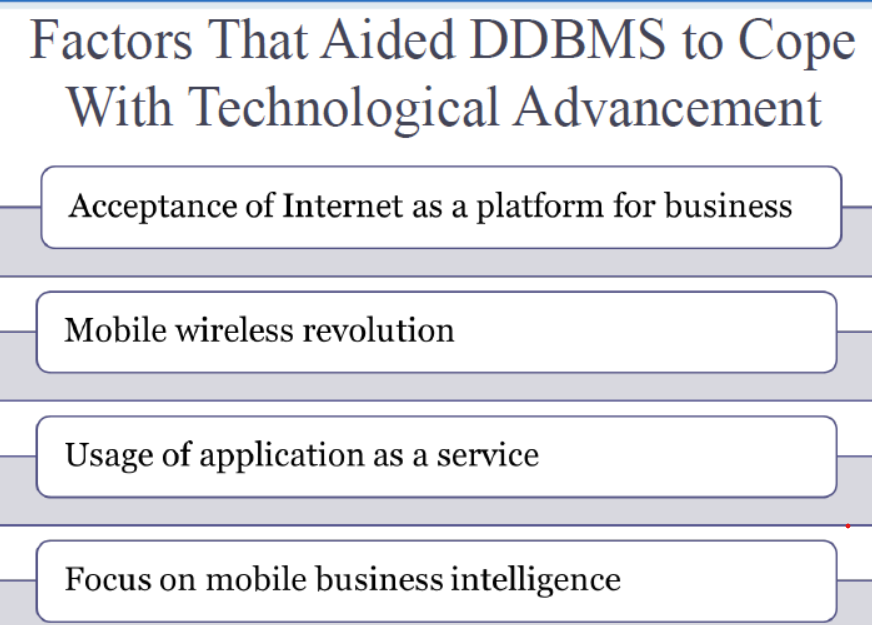 Factors That Aided DDBMS to Cope
With Technological Advancement
Acceptance of Internet as a platform for business
Mobile wireless revolution
Usage of application as a service
Focus on mobile business intelligence